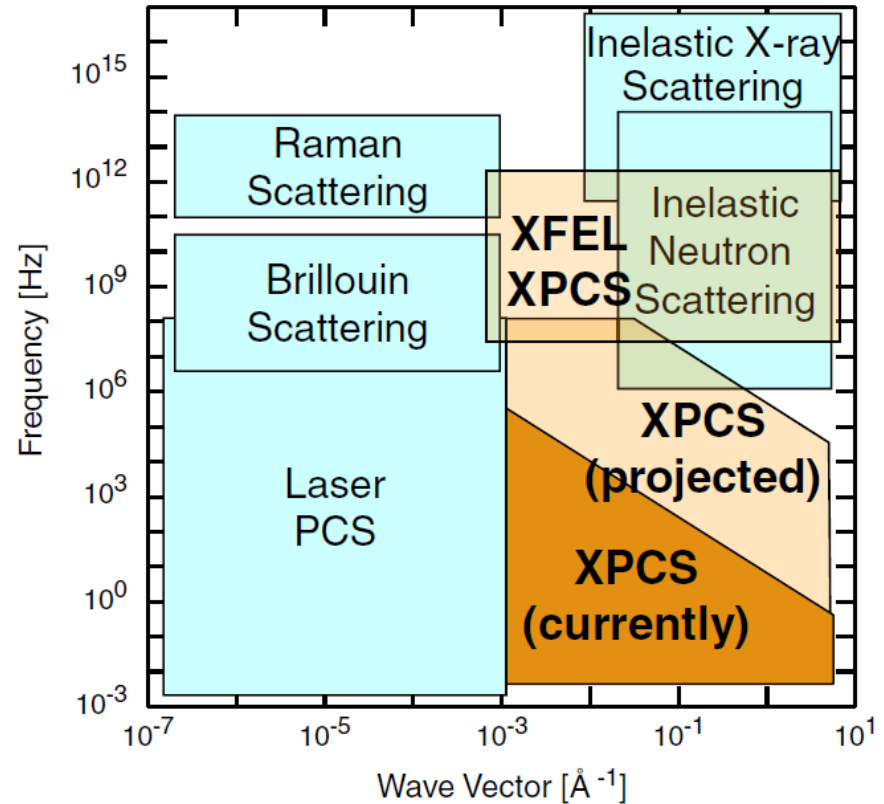 Frequency [Hz]
10^15
10^12
10^9
10^6
10^3
10^0
10^-3
Inelastic X-ray
Scattering
Raman
Scattering
XFEL
XPCS
Inelastic
Neutron
Scattering
Brillouin
Scattering
XPCS
(projected)
Laser
PCS
XPCS
(currently)
10^-7
10^-5
10^-3
10^-1
10^1
Wave Vector [Å^-1]